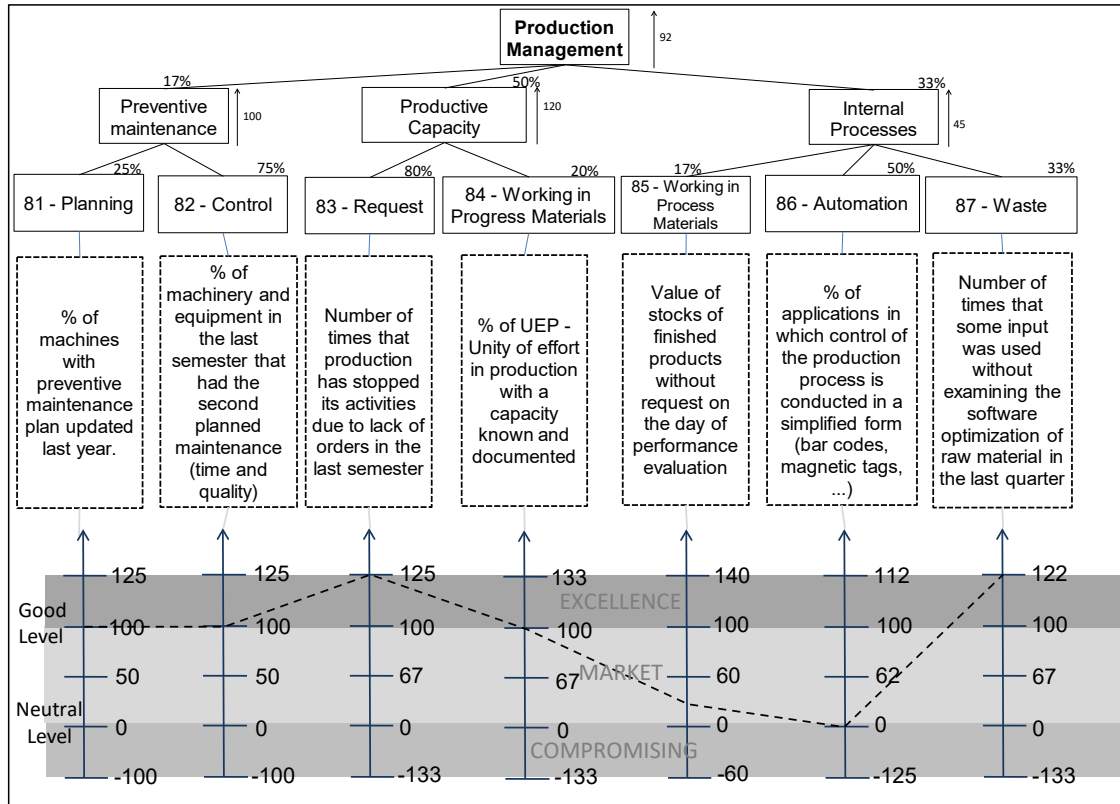 Production
Management
92
17%
50%
33%
Preventive
maintenance
100
Productive
Capacity
120
Internal
Processes
45
25%
75%
80%
20%
17%
50%
33%
81 - Planning
82 - Control
83 - Request
84 - Working in
Progress Materials
85 - Working in
Process
Materials
86 - Automation
87 - Waste
% of
machines
with
preventive
maintenance
plan updated
last year.
% of
machinery and
equipment in
the last
semester that
had the
second
planned
maintenance
(time and
quality)
Number of
times that
production
has stopped
its activities
due to lack of
orders in the
last semester
% of UEP -
Unity of effort
in production
with a
capacity
known and
documented
Value of
stocks of
finished
products
without
request on
the day of
performance
evaluation
% of
applications in
which control of
the production
process is
conducted in a
simplified form
(bar codes,
magnetic tags,
...)
Number of
times that
some input
was used
without
examining the
software
optimization of
raw material in
the last quarter
125
125
125
133
140
112
122
EXCELLENCE
Good
Level
100
100
100
100
100
100
100
50
50
67
67
MARKET
60
62
67
Neutral
Level
0
0
0
0
0
0
0
COMPROMISING
-100
-100
-133
-133
-60
-125
-133